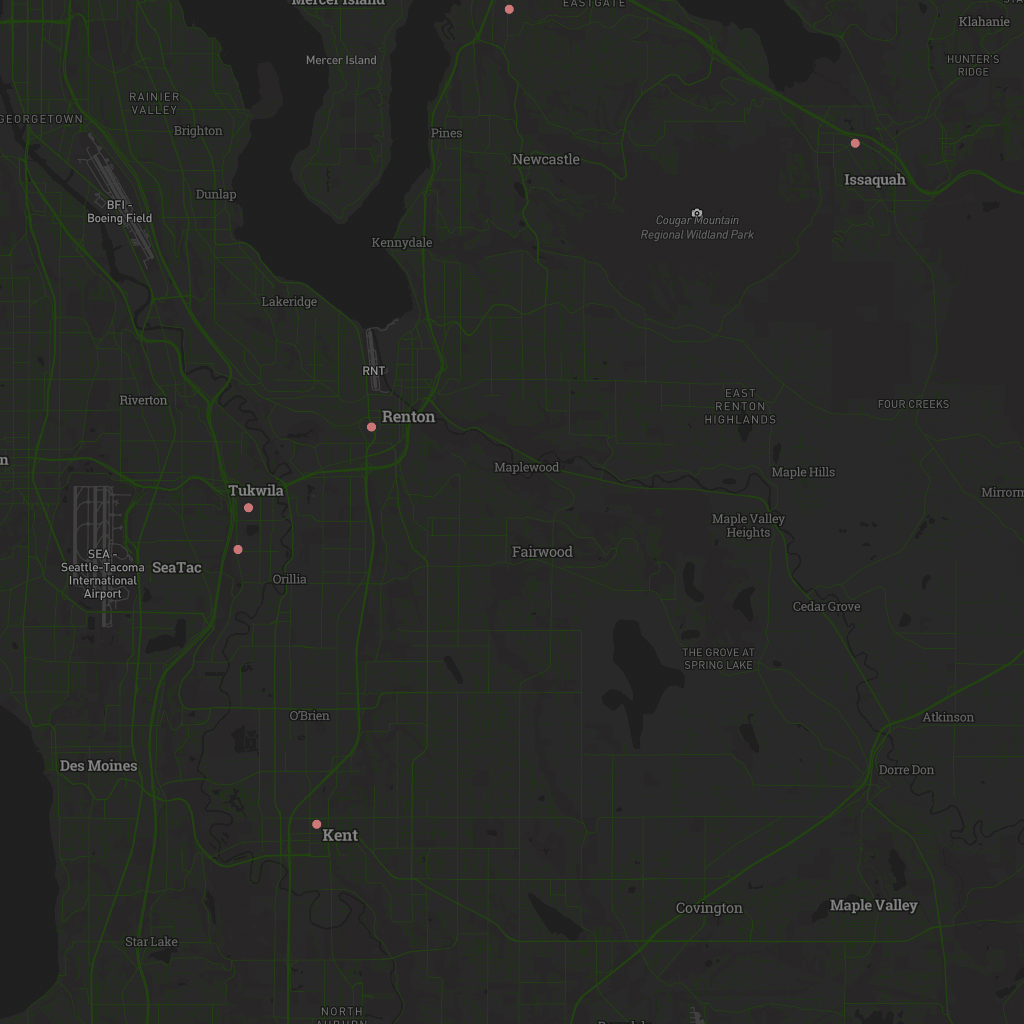 Mercer Island
EASTGATE
Klahanie
Mercer Island
HUNTER'S
RIDGE
RAINIER
VALLEY
GEORGETOWN
Brighton
Pines
Newcastle
Issaquah
Dunlap
BFI -
Boeing Field
Cougar Mountain
Regional Wildland Park
Kennydale
Lakeridge
RNT
Riverton
EAST
RENTON
HIGHLANDS
FOUR CREEKS
Renton
Maplewood
Maple Hills
Tukwila
Maple Valley
Heights
SEA -
Seattle-Tacoma
International
Airport
SeaTac
Fairwood
Orillia
Cedar Grove
THE GROVE AT
SPRING LAKE
O'Brien
Atkinson
Des Moines
Dorre Don
Kent
Covington
Maple Valley
Star Lake
NORTH
AUBURN